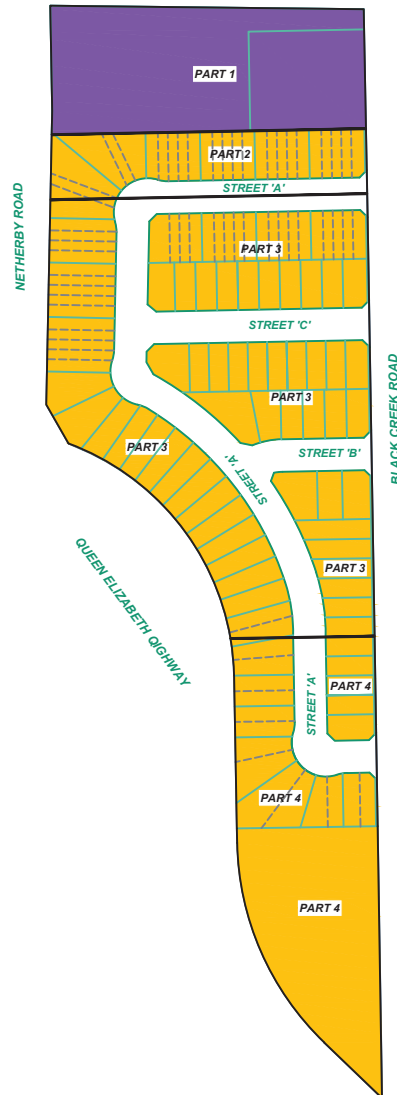 PART 1
PART 2
STREET 'A'
NETHERBY ROAD
PART 3
STREET 'C'
PART 3
BLACK CREEK ROAD
PART 3
STREET 'B'
STREET 'A'
QUEEN ELIZABETH QIGHWAY
PART 3
PART 4
STREET 'A'
PART 4
PART 4